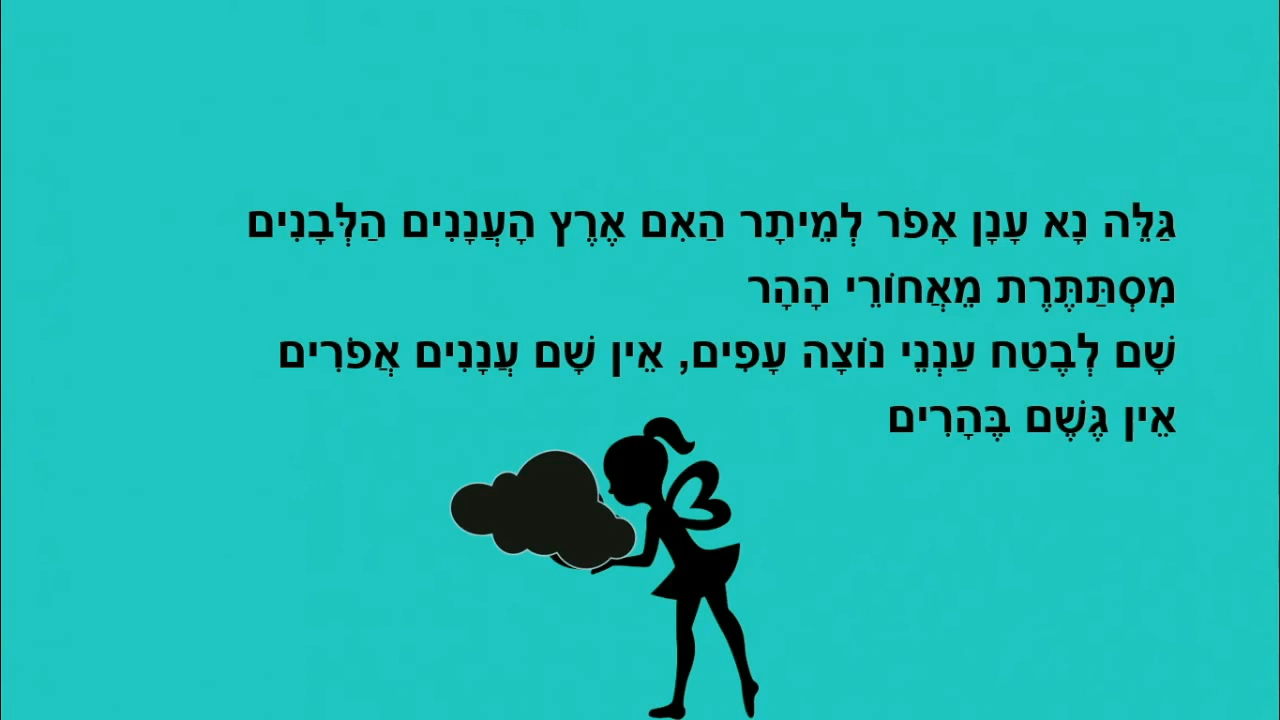 גַּלֵּה נָא עָנָן אָפֹר לְמֵיתָר הַאִם אֶרֶץ הָעֲנָנִים הַלְּבָנִים
מִסְתַּתֶּרֶת מֵאֲחוֹרֵי הָהָר
שָׁם לְבֶטַח עַנְנֵי נוֹצָה עָפִים, אֵין שָׁם עֲנָנִים אֲפֹרִים
אֵין גֶּשֶׁם בֶּהָרִים